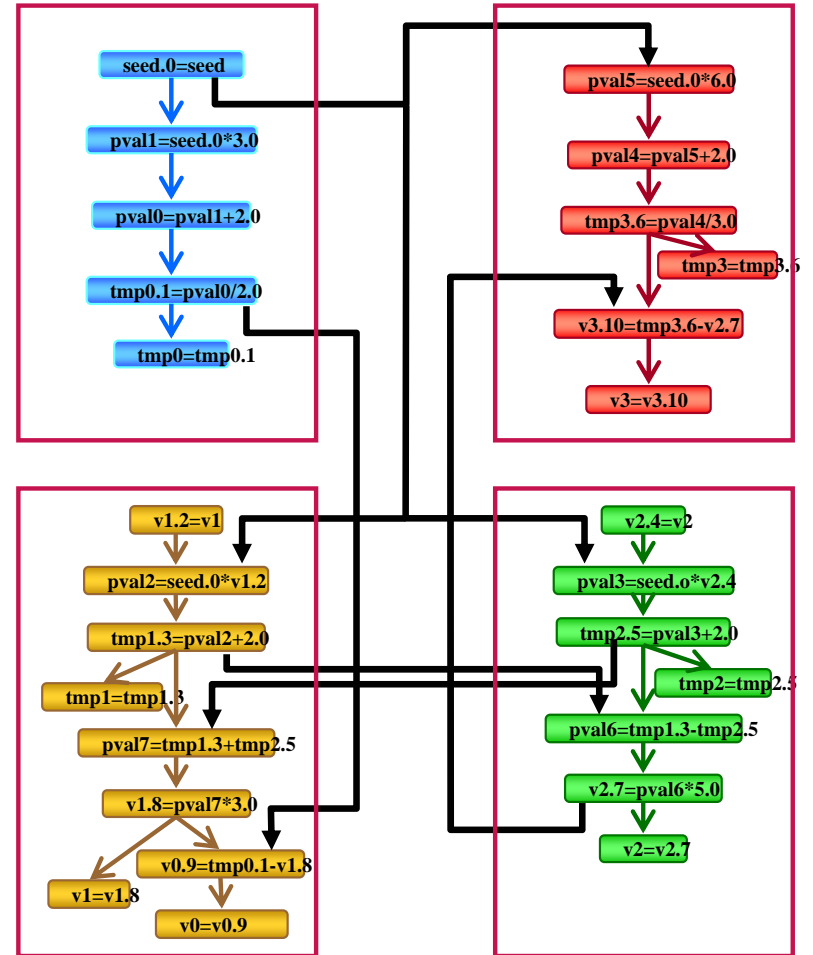 seed.0=seed
pval1=seed.0*3.0
pval0=pval1+2.0
tmp0.1=pval0/2.0
tmp0=tmp0.1
pval5=seed.0*6.0
pval4=pval5+2.0
tmp3.6=pval4/3.0
tmp3=tmp3.6
v3.10=tmp3.6-v2.7
v3=v3.10
v1.2=v1
pval2=seed.0*v1.2
tmp1.3=pval2+2.0
tmp1=tmp1.3
pval7=tmp1.3+tmp2.5
v1.8=pval7*3.0
v0.9=tmp0.1-v1.8
v1=v1.8
v0=v0.9
v2.4=v2
pval3=seed.o*v2.4
tmp2.5=pval3+2.0
tmp2=tmp2.5
pval6=tmp1.3-tmp2.5
v2.7=pval6*5.0
v2=v2.7